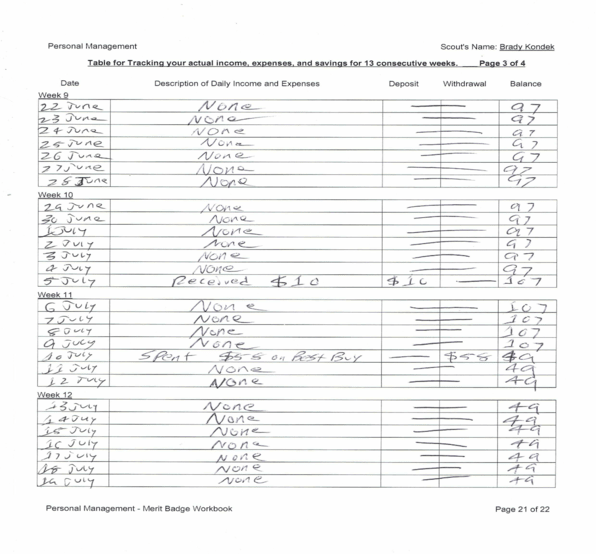 Personal Management Scout's Name: Brady Kondek
Table for Tracking your actual income, expenses, and savings for 13 consecutive weeks. Page 3 of 4
Date Description of Daily Income and Expenses Deposit Withdrawal Balance
Week 9
22 June None 97
23 June None 97
24 June None 97
25 June None 97
26 June None 97
27 June None 97
28 June None 97
Week 10
29 June None 97
30 June None 97
1 July None 97
2 July None 97
3 July None 97
4 July None 97
5 July Received $10 $10 107
Week 11
6 July None 107
7 July None 107
8 July None 107
9 July None 107
10 July Spent $58 on Post Buy $58 49
11 July None 49
12 July None 49
Week 12
13 July None 49
14 July None 49
15 July None 49
16 July None 49
17 July None 49
18 July None 49
19 July None 49
Personal Management - Merit Badge Workbook Page 21 of 22